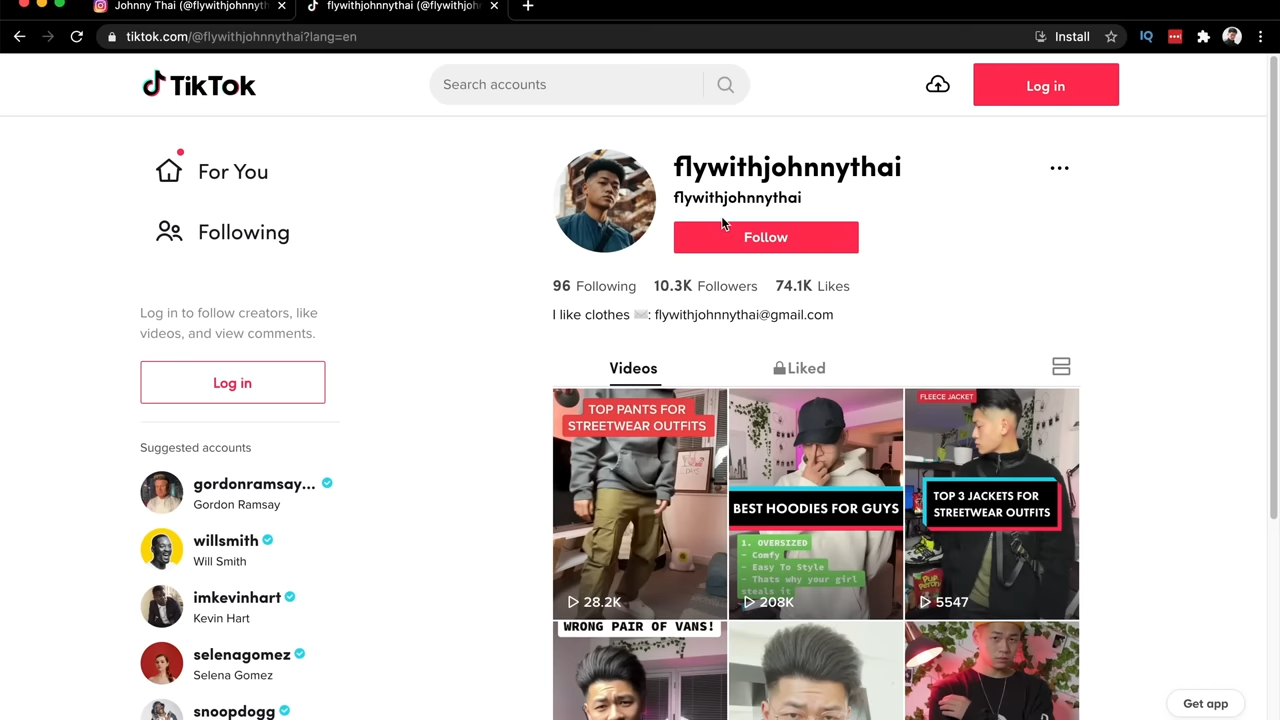 Johnny Thai (@flywithjohnnyth
flywithjohnnythai (@flywithjoh
tiktok.com/@flywithjohnnythai?lang=en
Install
IQ
TikTok
Search accounts
Log in
For You
Following
Log in to follow creators, like
videos, and view comments.
Log in
Suggested accounts
gordonramsay...
Gordon Ramsay
willsmith
Will Smith
imkevinhart
Kevin Hart
selenagomez
Selena Gomez
snoopdogg
flywithjohnnythai
flywithjohnnythai
Follow
96 Following 10.3K Followers 74.1K Likes
I like clothes ✉️: flywithjohnnythai@gmail.com
Videos
Liked
TOP PANTS FOR
STREETWEAR OUTFITS
28.2K
BEST HOODIES FOR GUYS
1. OVERSIZED
- Comfy
- Easy To Style
- Thats why your girl
steals it
208K
FLEECE JACKET
TOP 3 JACKETS FOR
STREETWEAR OUTFITS
5547
WRONG PAIR OF VANS!
Get app